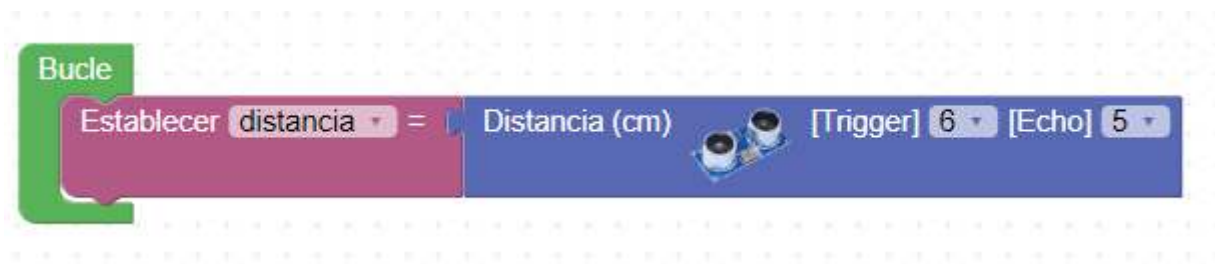 Bucle
Establecer distancia = Distancia (cm) [Trigger] 6 [Echo] 5